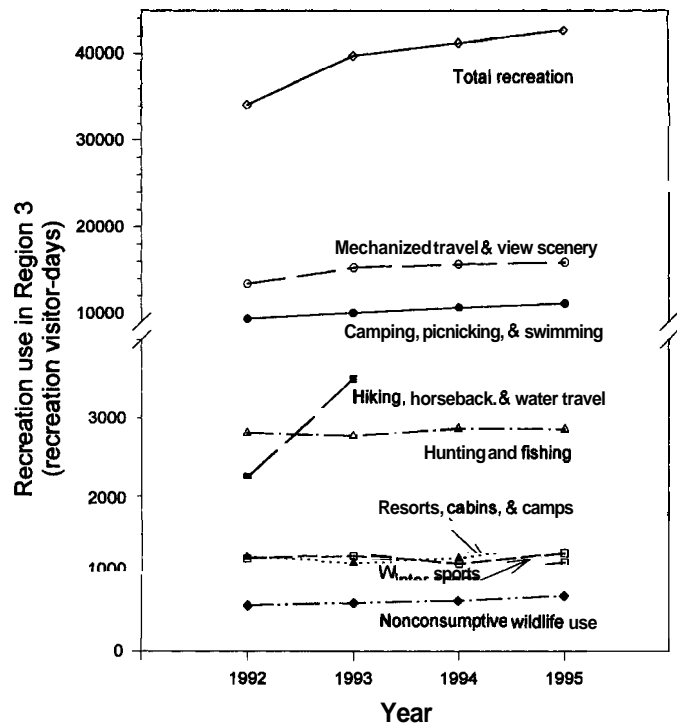 40000
Total recreation
30000
20000
Mechanized travel & view scenery
10000
Camping, picnicking, & swimming
Hiking, horseback. & water travel
3000
Hunting and fishing
2000
Resorts, cabins, & camps
1000
Winter sports
Nonconsumptive wildlife use
0
1992 1993 1994 1995
Year
Recreation use in Region 3
(recreation visitor-days)